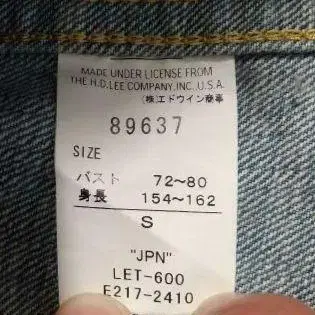 MADE UNDER LICENSE FROM
THE H.D.LEE COMPANY.INC. U.S.A.
(株)エドウイン商事
89637
SIZE
バスト 72~80
身長 154~162
S
"JPN"
LET-600
E217-2410